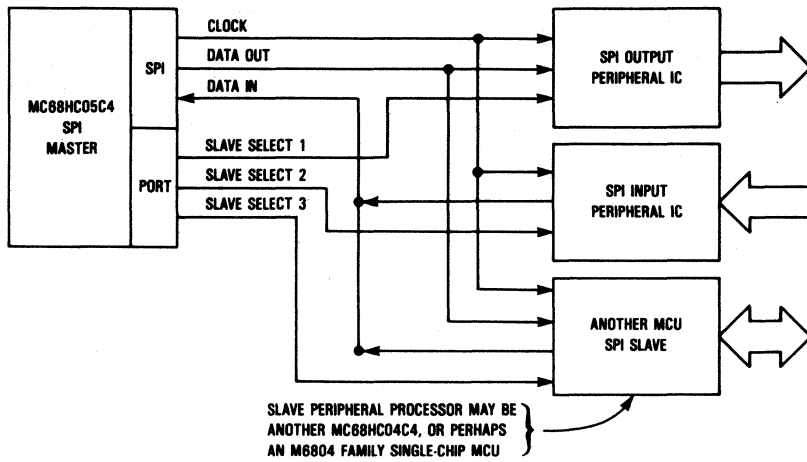 MC68HC05C4
SPI
MASTER
SPI
PORT
CLOCK
DATA OUT
DATA IN
SLAVE SELECT 1
SLAVE SELECT 2
SLAVE SELECT 3
SPI OUTPUT
PERIPHERAL IC
SPI INPUT
PERIPHERAL IC
ANOTHER MCU
SPI SLAVE
SLAVE PERIPHERAL PROCESSOR MAY BE
ANOTHER MC68HC04C4, OR PERHAPS
AN M6804 FAMILY SINGLE-CHIP MCU